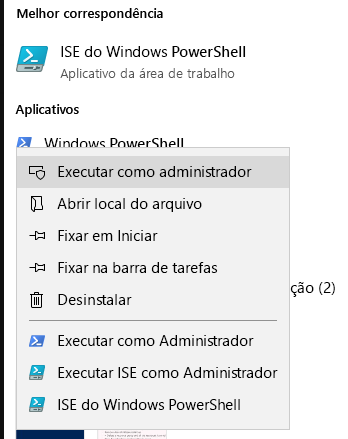 Melhor correspondência
ISE do Windows PowerShell
Aplicativo da área de trabalho
Aplicativos
Windows PowerShell
Executar como administrador
Abrir local do arquivo
Fixar em Iniciar
Fixar na barra de tarefas
ção (2)
Desinstalar
Executar como Administrador
Executar ISE como Administrador
ISE do Windows PowerShell